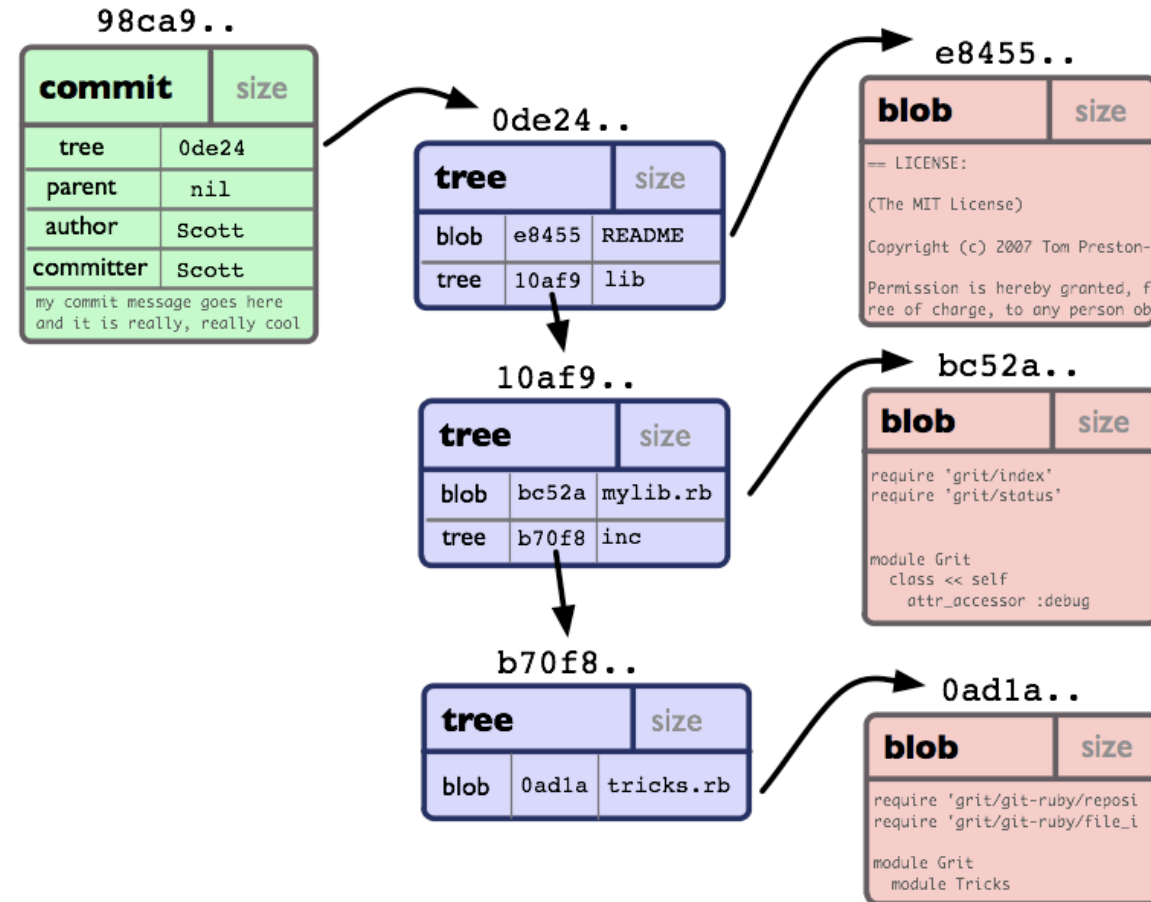 98ca9..
commit size
tree 0de24
parent nil
author Scott
committer Scott
my commit message goes here
and it is really, really cool
0de24..
tree size
blob e8455 README
tree 10af9 lib
10af9..
tree size
blob bc52a mylib.rb
tree b70f8 inc
b70f8..
tree size
blob 0ad1a tricks.rb
e8455..
blob size
== LICENSE:
(The MIT License)
Copyright (c) 2007 Tom Preston-
Permission is hereby granted, f
ree of charge, to any person ob
bc52a..
blob size
require 'grit/index'
require 'grit/status'
module Grit
class << self
attr_accessor :debug
0ad1a..
blob size
require 'grit/git-ruby/reposi
require 'grit/git-ruby/file_i
module Grit
module Tricks